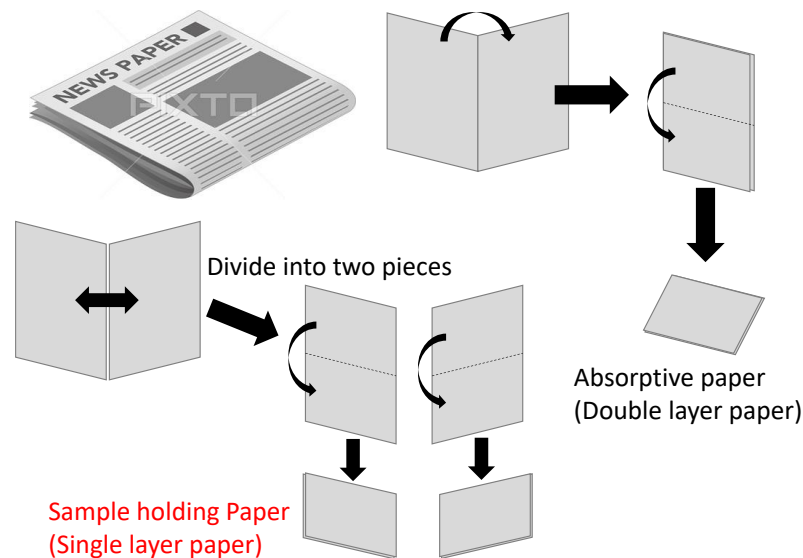 NEWS PAPER
PIXTO
Divide into two pieces
Absorptive paper
(Double layer paper)
Sample holding Paper
(Single layer paper)